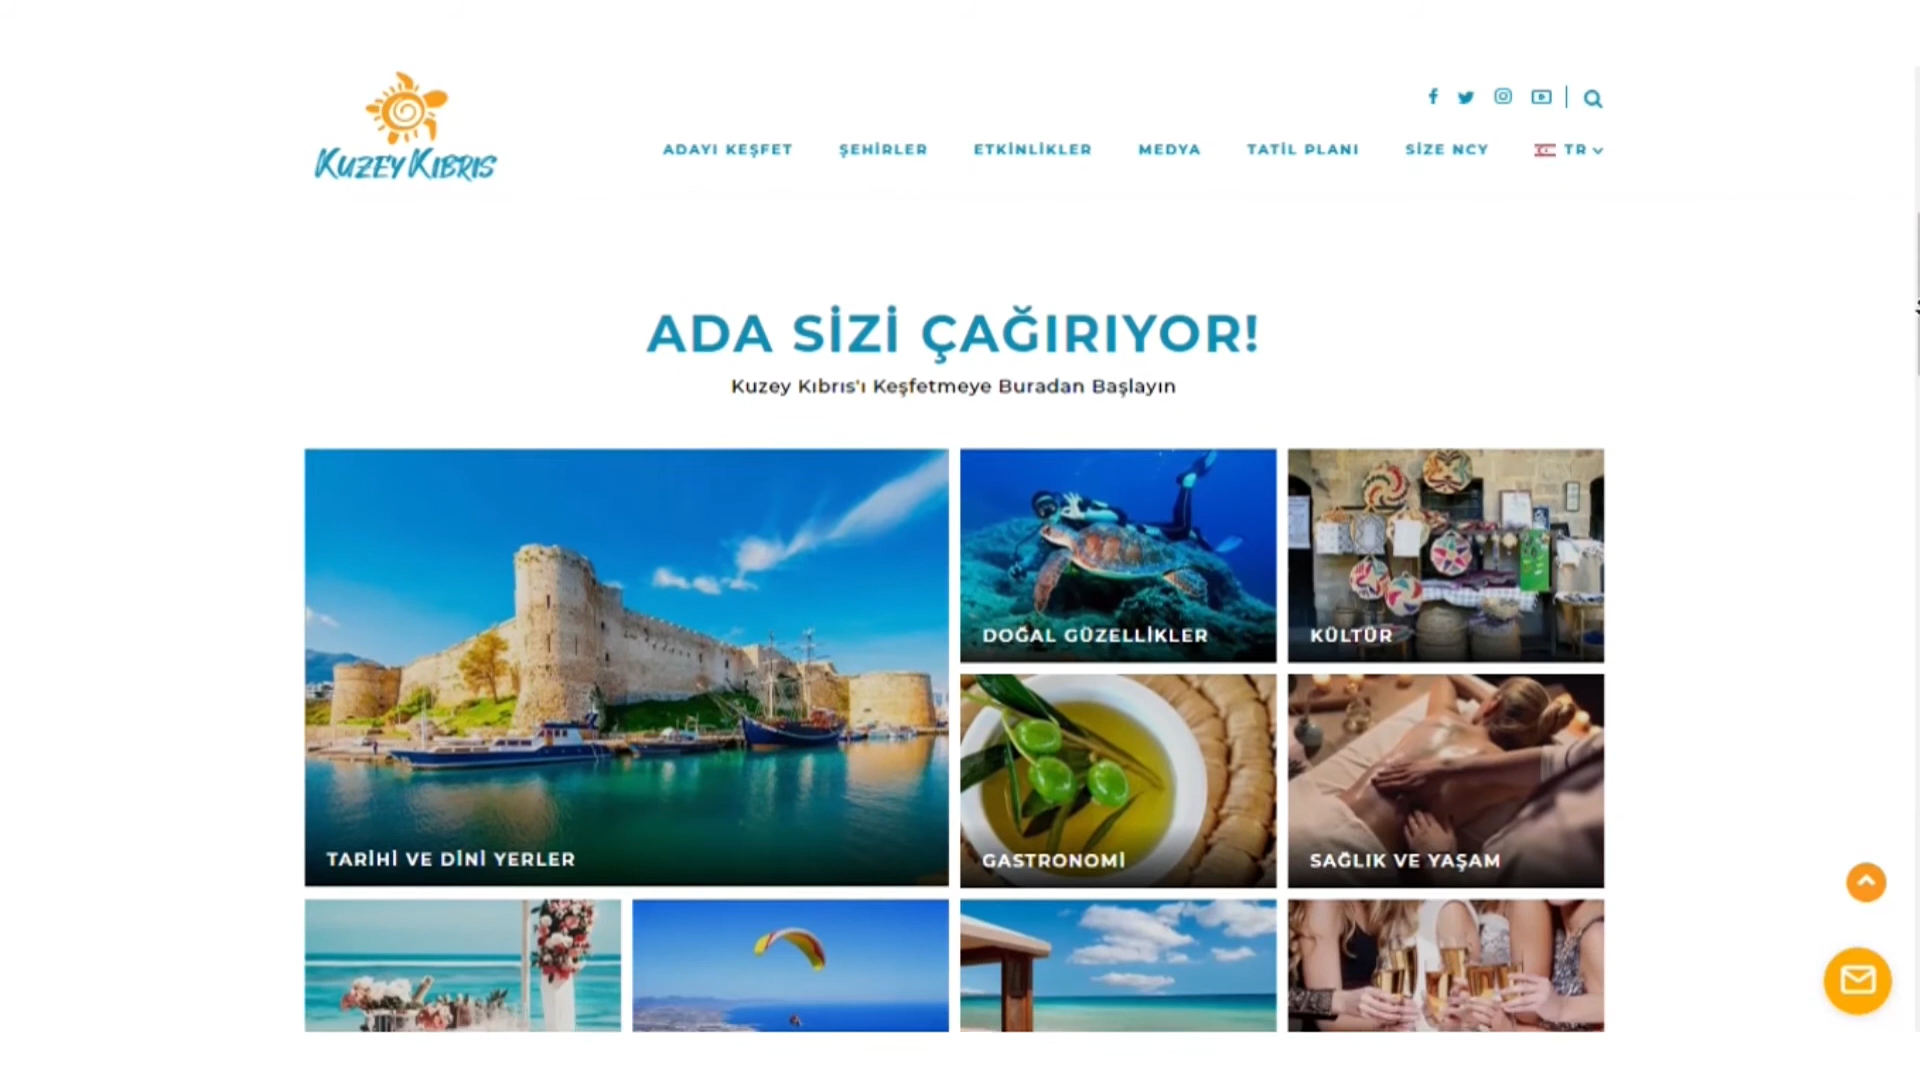 KUZEY KIBRIS
ADAYI KEŞFET ŞEHİRLER ETKİNLİKLER MEDYA TATİL PLANI SİZE NCY TR
ADA SİZİ ÇAĞIRIYOR!
Kuzey Kıbrıs'ı Keşfetmeye Buradan Başlayın
DOĞAL GÜZELLİKLER
KÜLTÜR
TARİHİ VE DİNİ YERLER
GASTRONOMİ
SAĞLIK VE YAŞAM